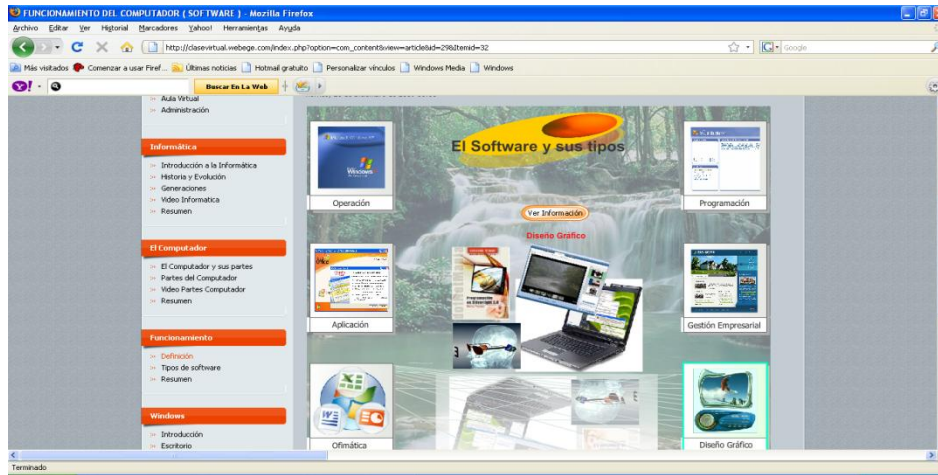 FUNCIONAMIENTO DEL COMPUTADOR ( SOFTWARE ) - Mozilla Firefox
Archivo Editar Ver Historial Marcadores Yahoo! Herramientas Ayuda
http://clasevirtual.webege.com/index.php?option=com_content&view=article&id=29&Itemid=32
Google
Más visitados Comenzar a usar Firef... Últimas noticias Hotmail gratuito Personalizar vínculos Windows Media Windows
Buscar En La Web
Aula Virtual
Administración
Informática
Introducción a la Informática
Historia y Evolución
Generaciones
Video Informatica
Resumen
El Computador
El Computador y sus partes
Partes del Computador
Video Partes Computador
Resumen
Funcionamiento
Definición
Tipos de software
Resumen
Windows
Introducción
Escritorio
El Software y sus tipos
Operación
Programación
Ver Información
Diseño Gráfico
Aplicación
Gestión Empresarial
Ofimática
Diseño Gráfico
Terminado